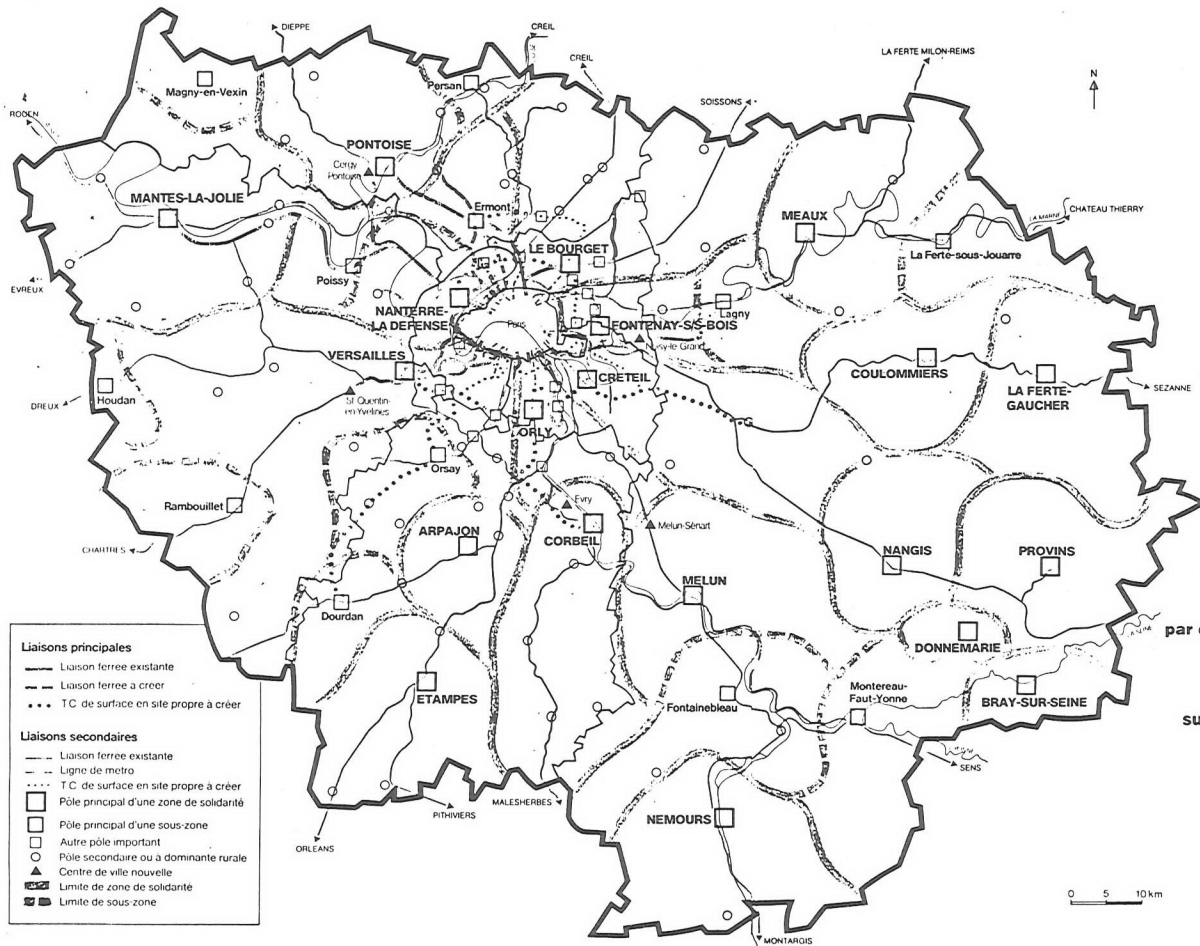 DIEPPE
CREIL
CREIL
LA FERTE MILON-REIMS
N
Magny-en-Vexin
Persan
SOISSONS
ROUEN
PONTOISE
Cergy
Pontoise
MANTES-LA-JOLIE
Ermont
MEAUX
LA MARNE
CHATEAU THIERRY
LE BOURGET
La Ferte-sous-Jouarre
Poissy
EVREUX
NANTERRE-
LA DEFENSE
Lagny
Paris
FONTENAY-S/S-BOIS
Noisy-le Grand
VERSAILLES
CRETEIL
COULOMMIERS
LA FERTE-
GAUCHER
SEZANNE
Houdan
DREUX
St Quentin-
en-Yvelines
ORLY
Orsay
Rambouillet
Evry
CHARTRES
ARPAJON
CORBEIL
Melun-Sénart
NANGIS
PROVINS
MELUN
Dourdan
LA SEINE
par
DONNEMARIE
ETAMPES
Fontainebleau
Montereau-
Faut-Yonne
BRAY-SUR-SEINE
su
SENS
MALESHERBES
PITHIVIERS
NEMOURS
ORLEANS
MONTARGIS
0 5 10 km
Liaisons principales
Liaison ferrée existante
Liaison ferrée a créer
T C de surface en site propre à créer
Liaisons secondaires
Liaison ferrée existante
Ligne de metro
T C de surface en site propre à créer
Pôle principal d'une zone de solidarité
Pôle principal d'une sous-zone
Autre pôle important
Pôle secondaire ou à dominante rurale
Centre de ville nouvelle
Limite de zone de solidarité
Limite de sous-zone